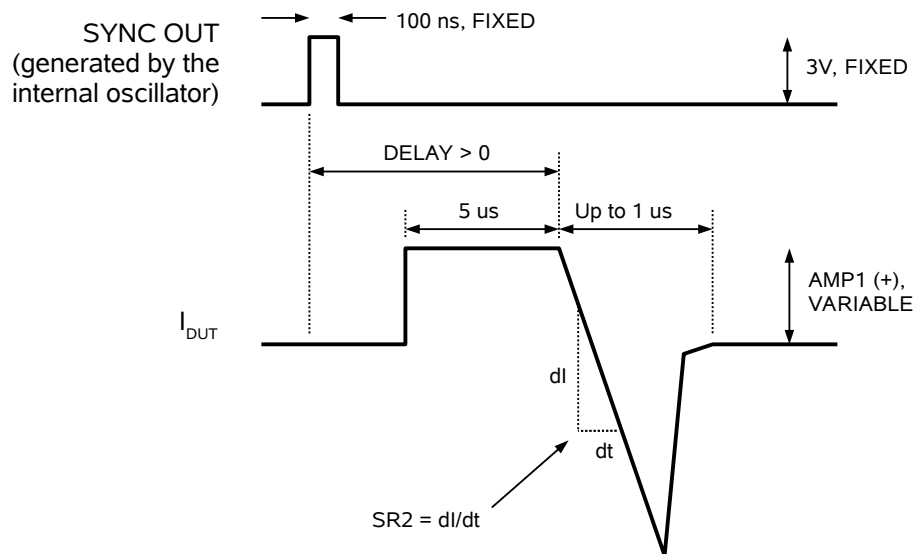 100 ns, FIXED
SYNC OUT
(generated by the
internal oscillator)
3V, FIXED
DELAY > 0
5 us
Up to 1 us
AMP1 (+),
VARIABLE
I_DUT
dI
dt
SR2 = dI/dt